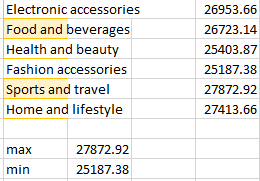 Electronic accessories 26953.66
Food and beverages 26723.14
Health and beauty 25403.87
Fashion accessories 25187.38
Sports and travel 27872.92
Home and lifestyle 27413.66
max 27872.92
min 25187.38